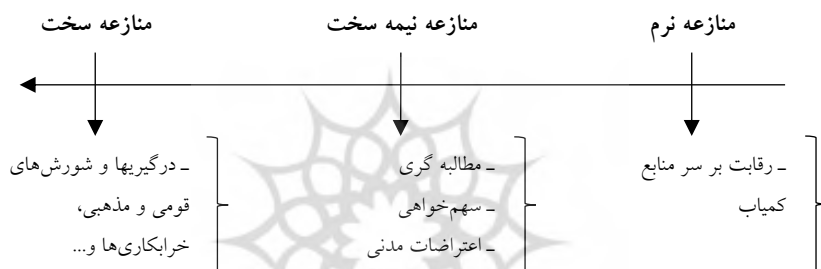 منازعه نرم
منازعه نیمه سخت
منازعه سخت
ـ رقابت بر سر منابع
کمیاب
ـ مطالبه گری
ـ سهم‌خواهی
ـ اعتراضات مدنی
ـ درگیریها و شورش‌های
قومی و مذهبی،
خرابکاری‌ها و...